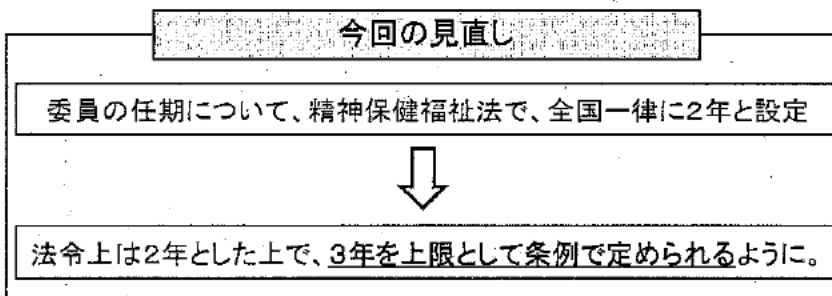 今回の見直し
委員の任期について、精神保健福祉法で、全国一律に2年と設定
法令上は2年とした上で、3年を上限として条例で定められるように。